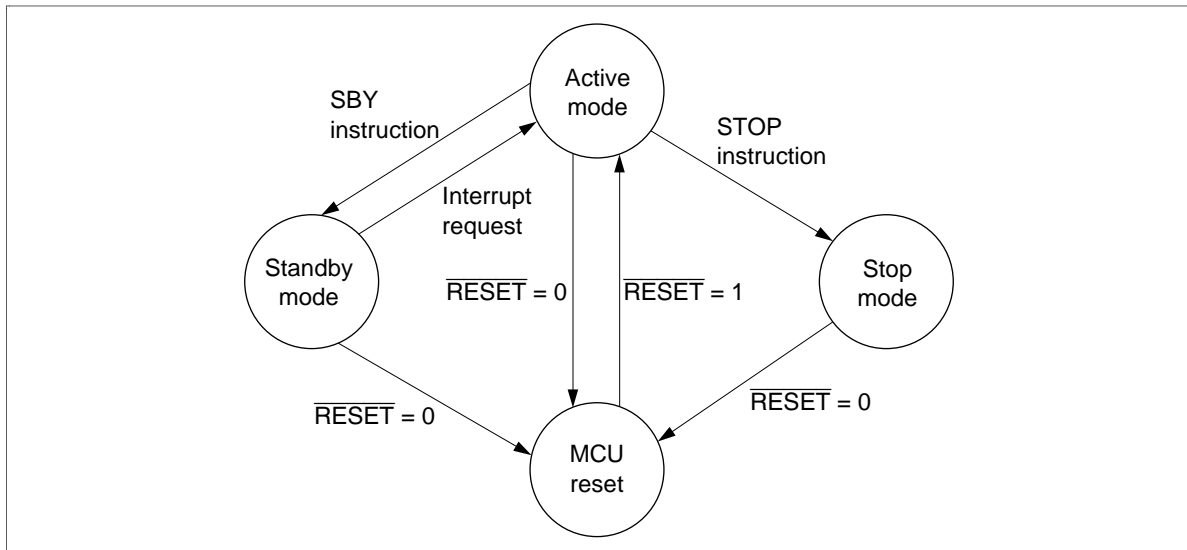 Active
mode
SBY
instruction
STOP
instruction
Interrupt
request
Standby
mode
Stop
mode
RESET = 0
RESET = 1
RESET = 0
RESET = 0
MCU
reset